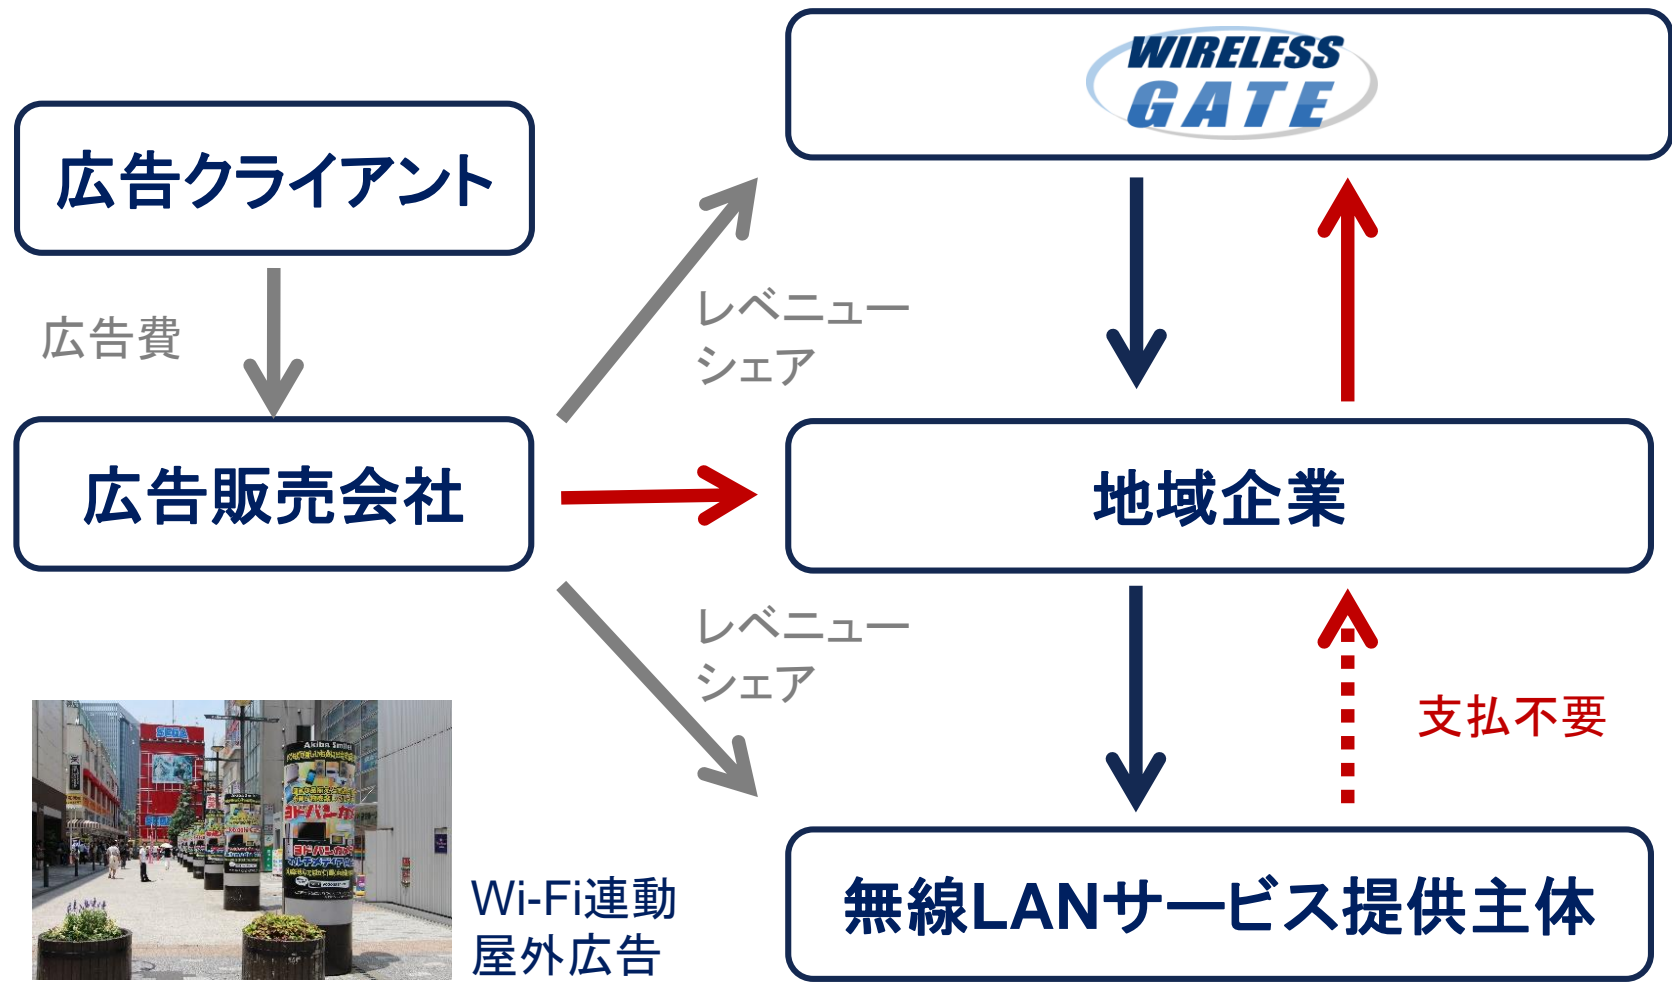 WIRELESS
GATE
広告クライアント
広告費
レベニュー
シェア
広告販売会社
地域企業
レベニュー
シェア
支払不要
SEGA
Akiba Smile
Wi-Fi連動
屋外広告
無線LANサービス提供主体